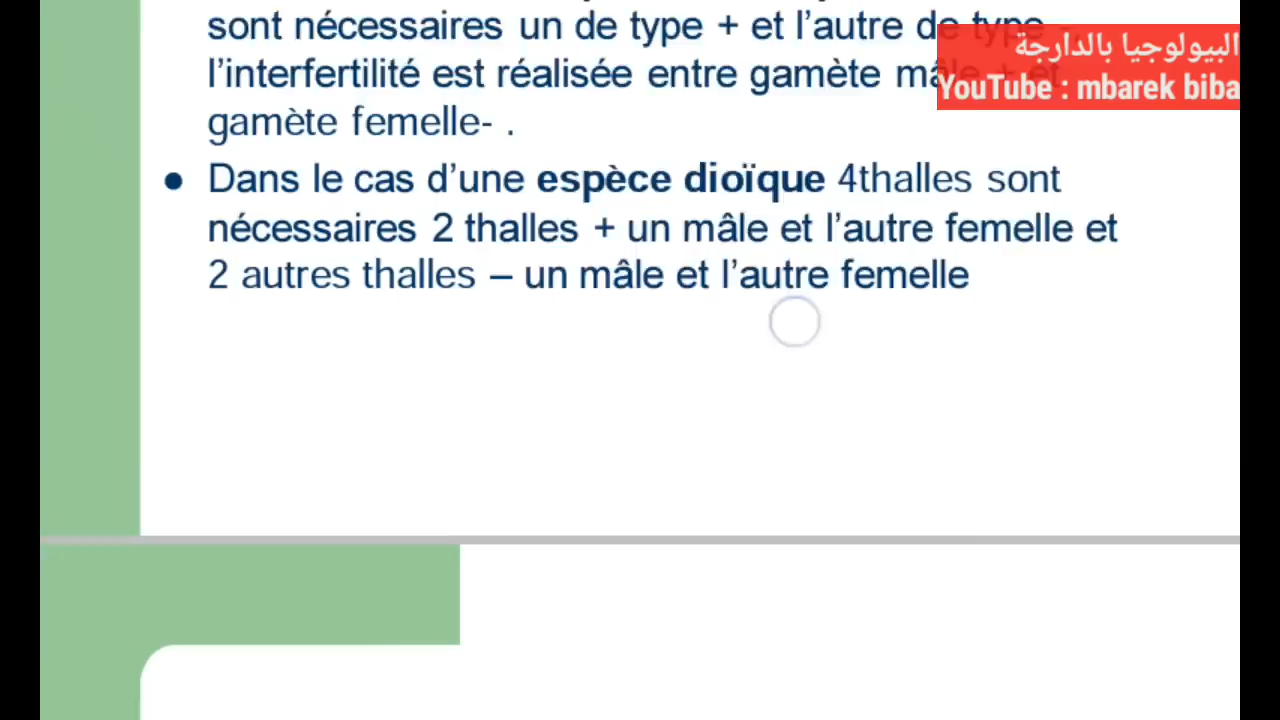 sont nécessaires un de type + et l’autre de type
l’interfertilité est réalisée entre gamète mâle + et
gamète femelle- .
● Dans le cas d’une espèce dioïque 4thalles sont
nécessaires 2 thalles + un mâle et l’autre femelle et
2 autres thalles – un mâle et l’autre femelle
البيولوجيا بالدارجة
YouTube : mbarek biba